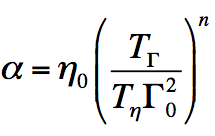 α = η₀ ( T_Γ / T_η Γ₀² )ⁿ